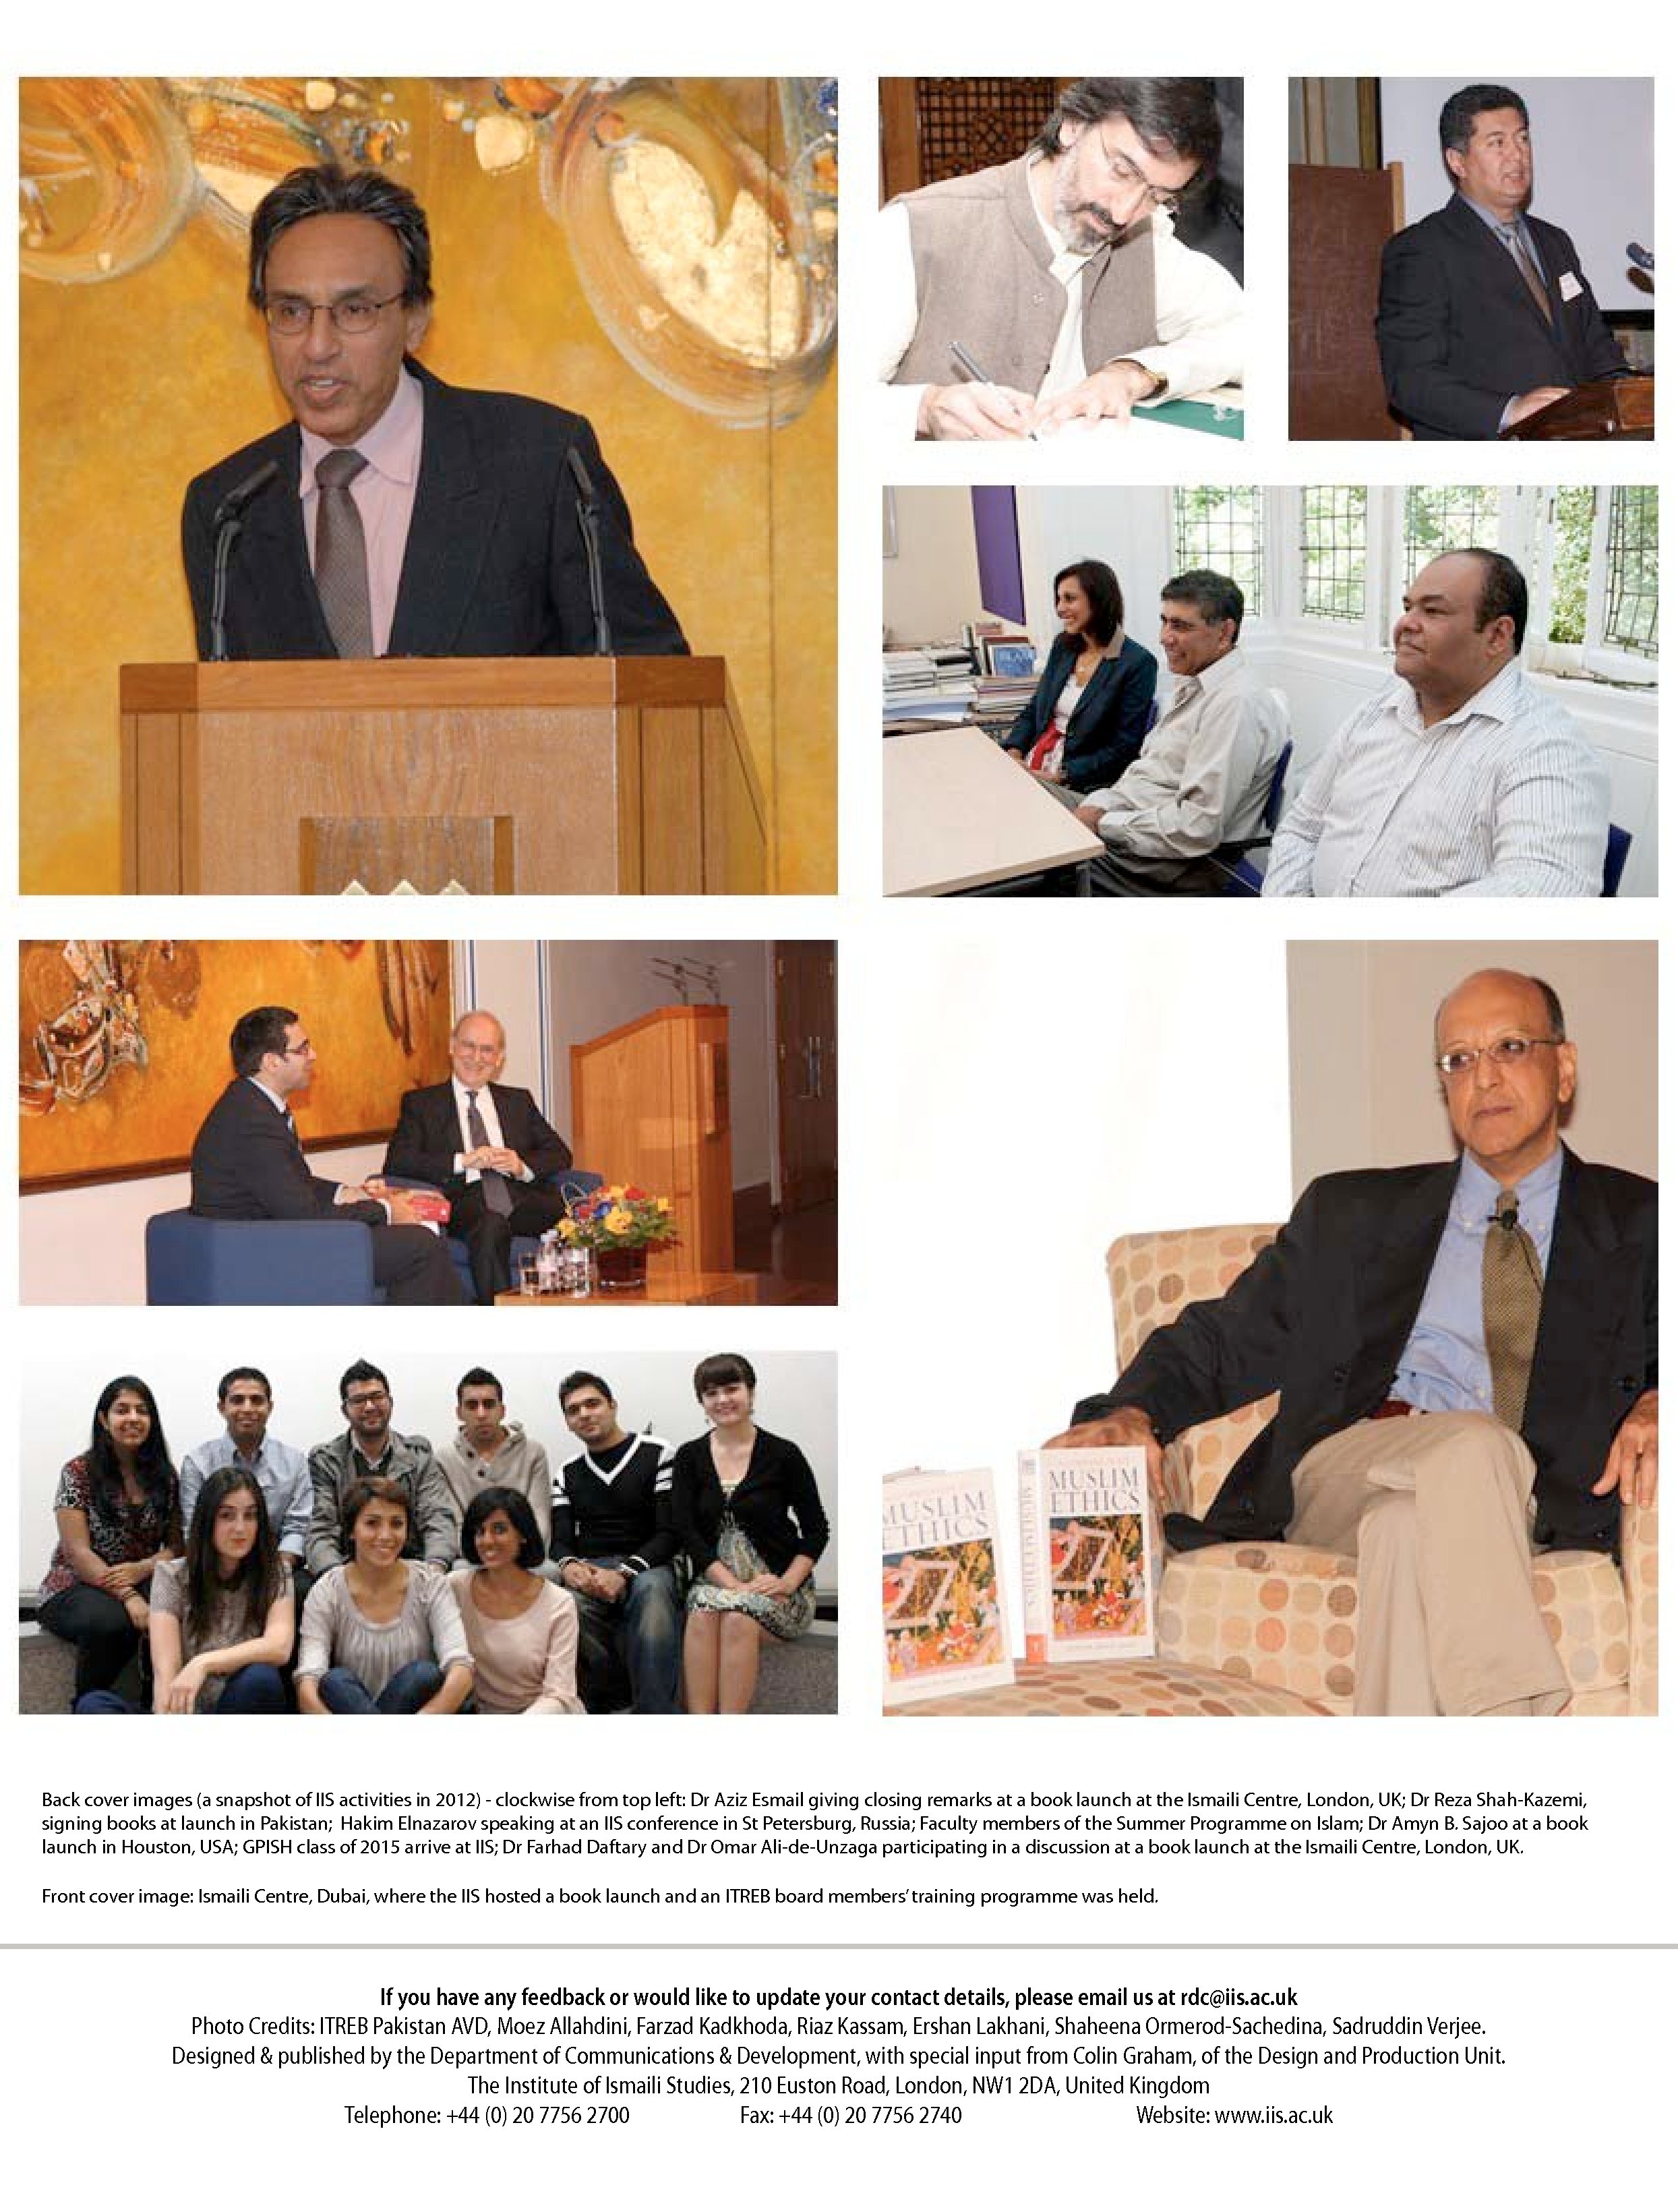 ISLAM
MUSLIM
ETHICS
MUSLIM
ETHICS
MUSLIM ETHICS
Back cover images (a snapshot of IIS activities in 2012) - clockwise from top left: Dr Aziz Esmail giving closing remarks at a book launch at the Ismaili Centre, London, UK; Dr Reza Shah-Kazemi,
signing books at launch in Pakistan; Hakim Elnazarov speaking at an IIS conference in St Petersburg, Russia; Faculty members of the Summer Programme on Islam; Dr Amyn B. Sajoo at a book
launch in Houston, USA; GPISH class of 2015 arrive at IIS; Dr Farhad Daftary and Dr Omar Ali-de-Unzaga participating in a discussion at a book launch at the Ismaili Centre, London, UK.
Front cover image: Ismaili Centre, Dubai, where the IIS hosted a book launch and an ITREB board members' training programme was held.
If you have any feedback or would like to update your contact details, please email us at rdc@iis.ac.uk
Photo Credits: ITREB Pakistan AVD, Moez Allahdini, Farzad Kadkhoda, Riaz Kassam, Ershan Lakhani, Shaheena Ormerod-Sachedina, Sadruddin Verjee.
Designed & published by the Department of Communications & Development, with special input from Colin Graham, of the Design and Production Unit.
The Institute of Ismaili Studies, 210 Euston Road, London, NW1 2DA, United Kingdom
Telephone: +44 (0) 20 7756 2700 Fax: +44 (0) 20 7756 2740 Website: www.iis.ac.uk